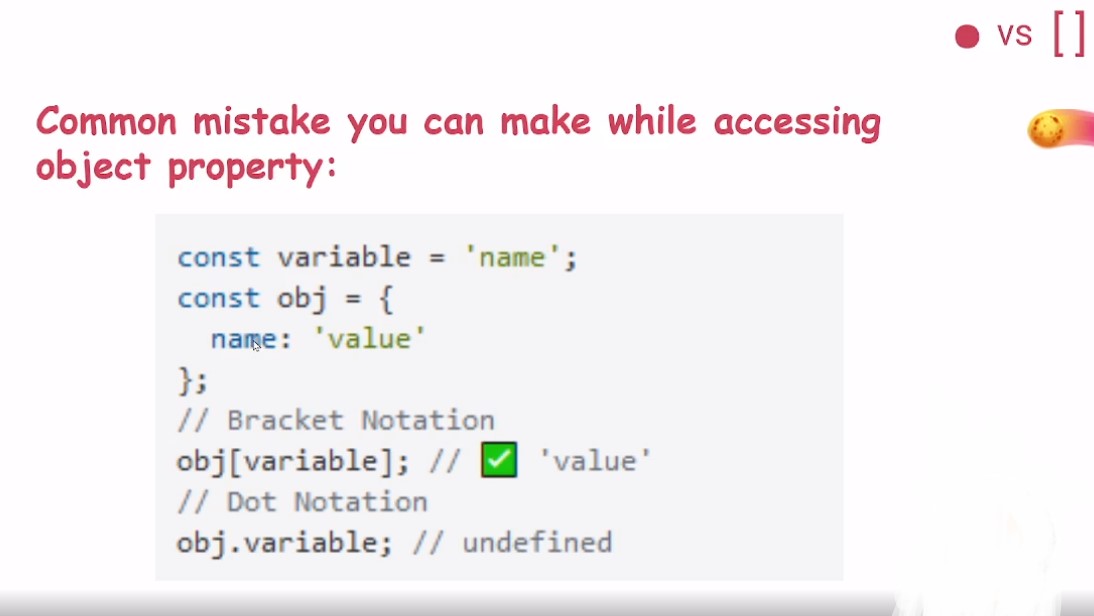 ● vs []
Common mistake you can make while accessing
object property:
const variable = 'name';
const obj = {
  name: 'value'
};
// Bracket Notation
obj[variable]; // ✅ 'value'
// Dot Notation
obj.variable; // undefined